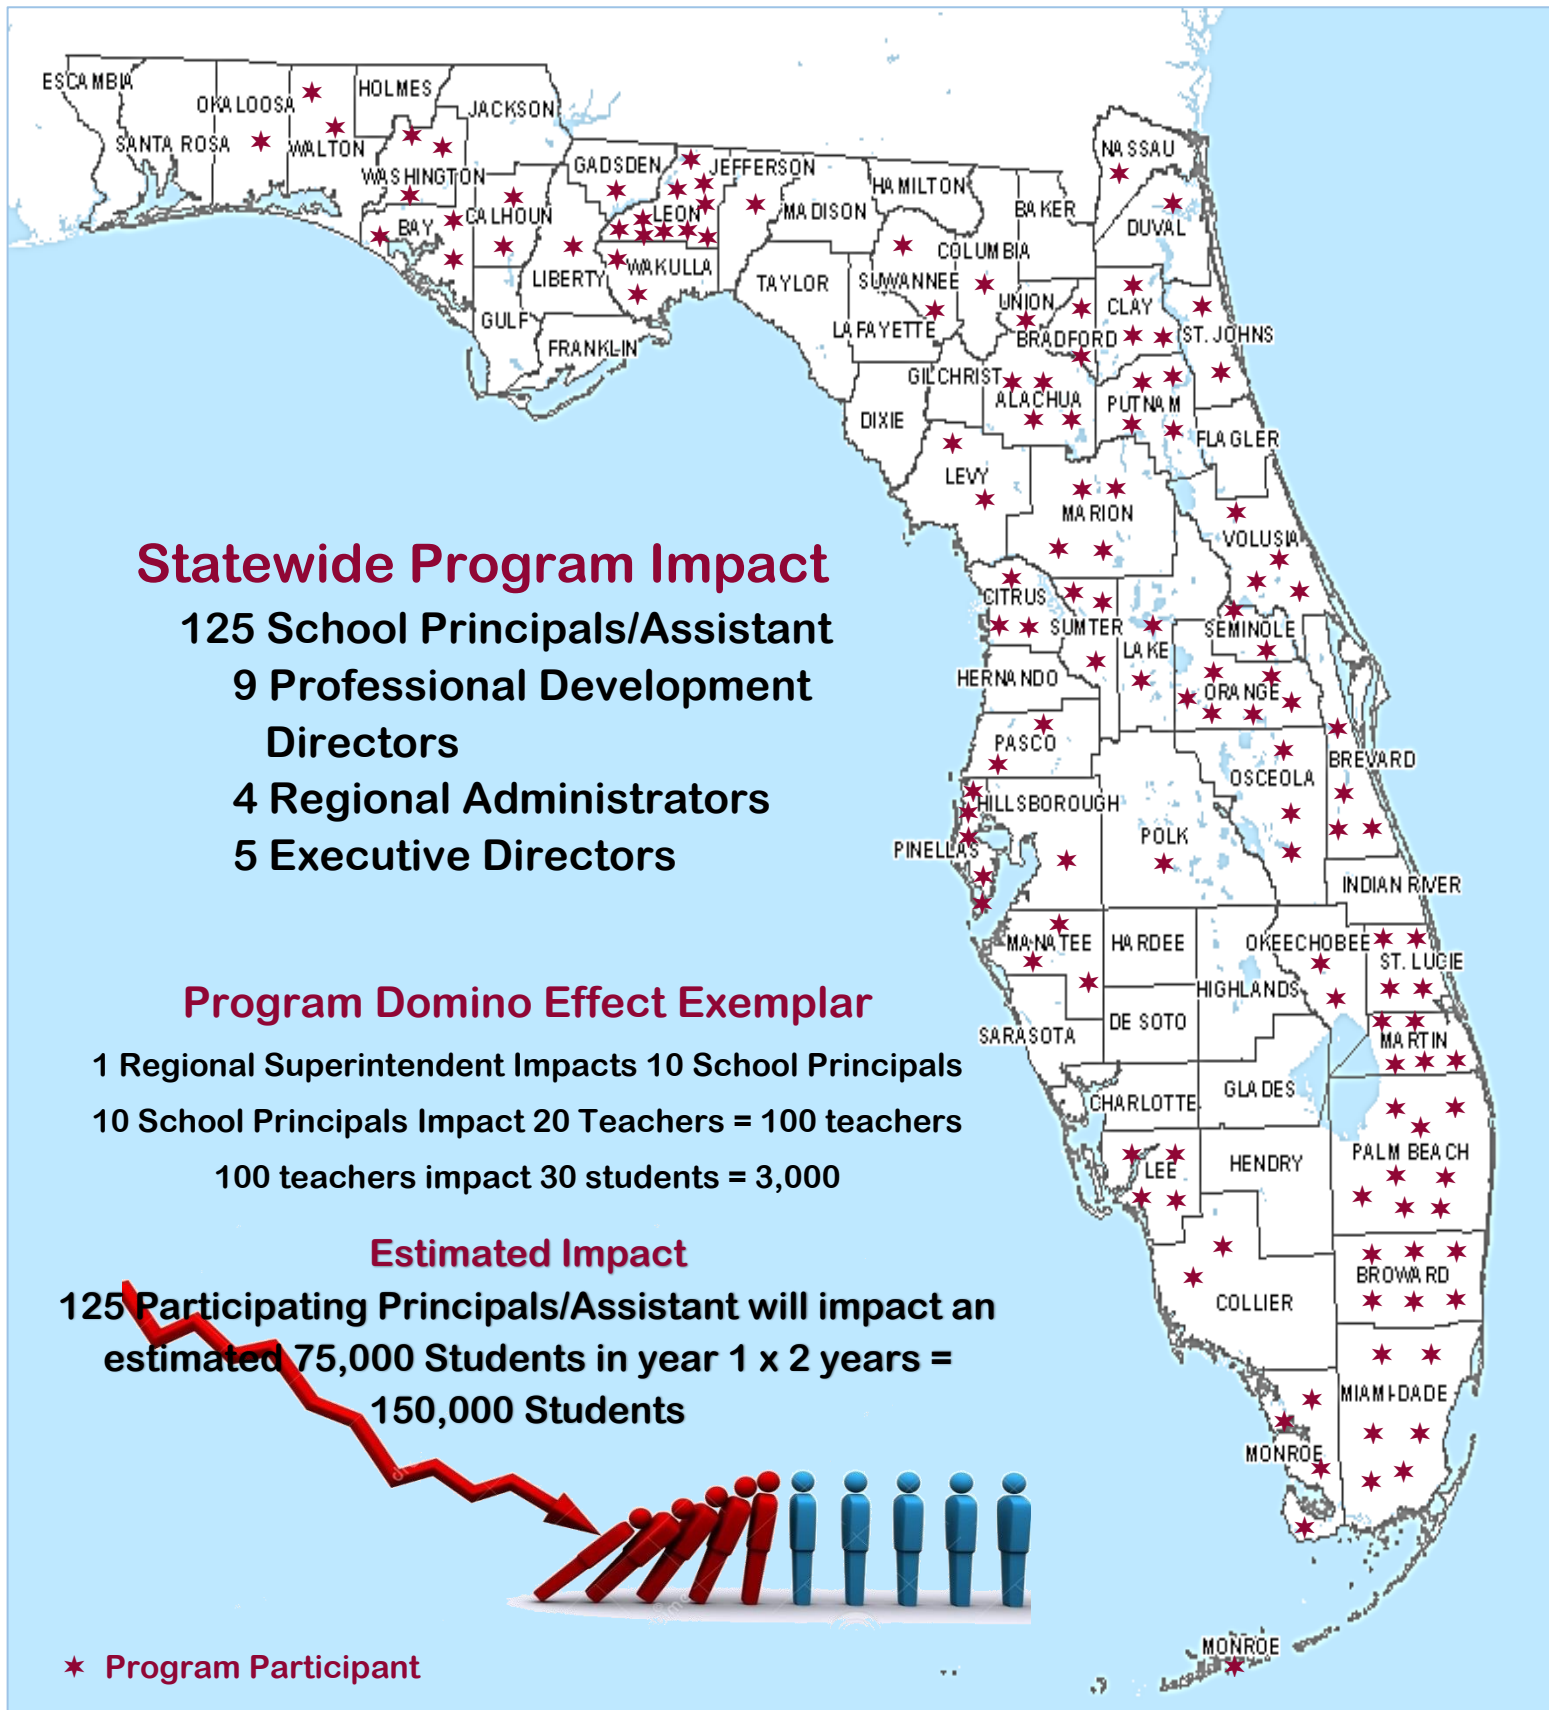 ESCAMBIA
SANTA ROSA
OKALOOSA
WALTON
HOLMES
JACKSON
WASHINGTON
BAY
CALHOUN
GULF
LIBERTY
FRANKLIN
GADSDEN
LEON
WAKULLA
JEFFERSON
MADISON
TAYLOR
HAMILTON
SUWANNEE
LAFAYETTE
DIXIE
COLUMBIA
BAKER
NASSAU
DUVAL
UNION
BRADFORD
CLAY
ST. JOHNS
GILCHRIST
ALACHUA
PUTNAM
FLAGLER
LEVY
MARION
VOLUSIA
CITRUS
SUMTER
LAKE
SEMINOLE
HERNANDO
ORANGE
PASCO
OSCEOLA
BREVARD
HILLSBOROUGH
PINELLAS
POLK
INDIAN RIVER
MANATEE
HARDEE
OKEECHOBEE
ST. LUCIE
HIGHLANDS
SARASOTA
DE SOTO
MARTIN
CHARLOTTE
GLADES
LEE
HENDRY
PALM BEACH
COLLIER
BROWARD
MIAMI-DADE
MONROE
MONROE
Statewide Program Impact
125 School Principals/Assistant
9 Professional Development
Directors
4 Regional Administrators
5 Executive Directors
Program Domino Effect Exemplar
1 Regional Superintendent Impacts 10 School Principals
10 School Principals Impact 20 Teachers = 100 teachers
100 teachers impact 30 students = 3,000
Estimated Impact
125 Participating Principals/Assistant will impact an
estimated 75,000 Students in year 1 x 2 years =
150,000 Students
Program Participant